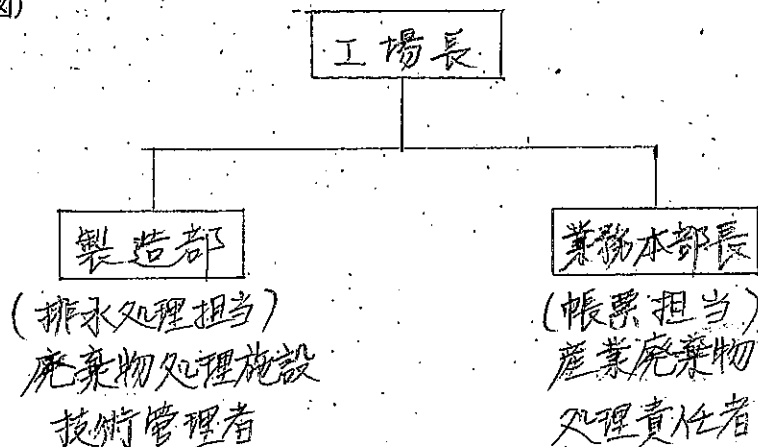 図)
工場長
製造部
業務本部長
(排水処理担当)
(帳票担当)
廃棄物処理施設
産業廃棄物
技術管理者
処理責任者